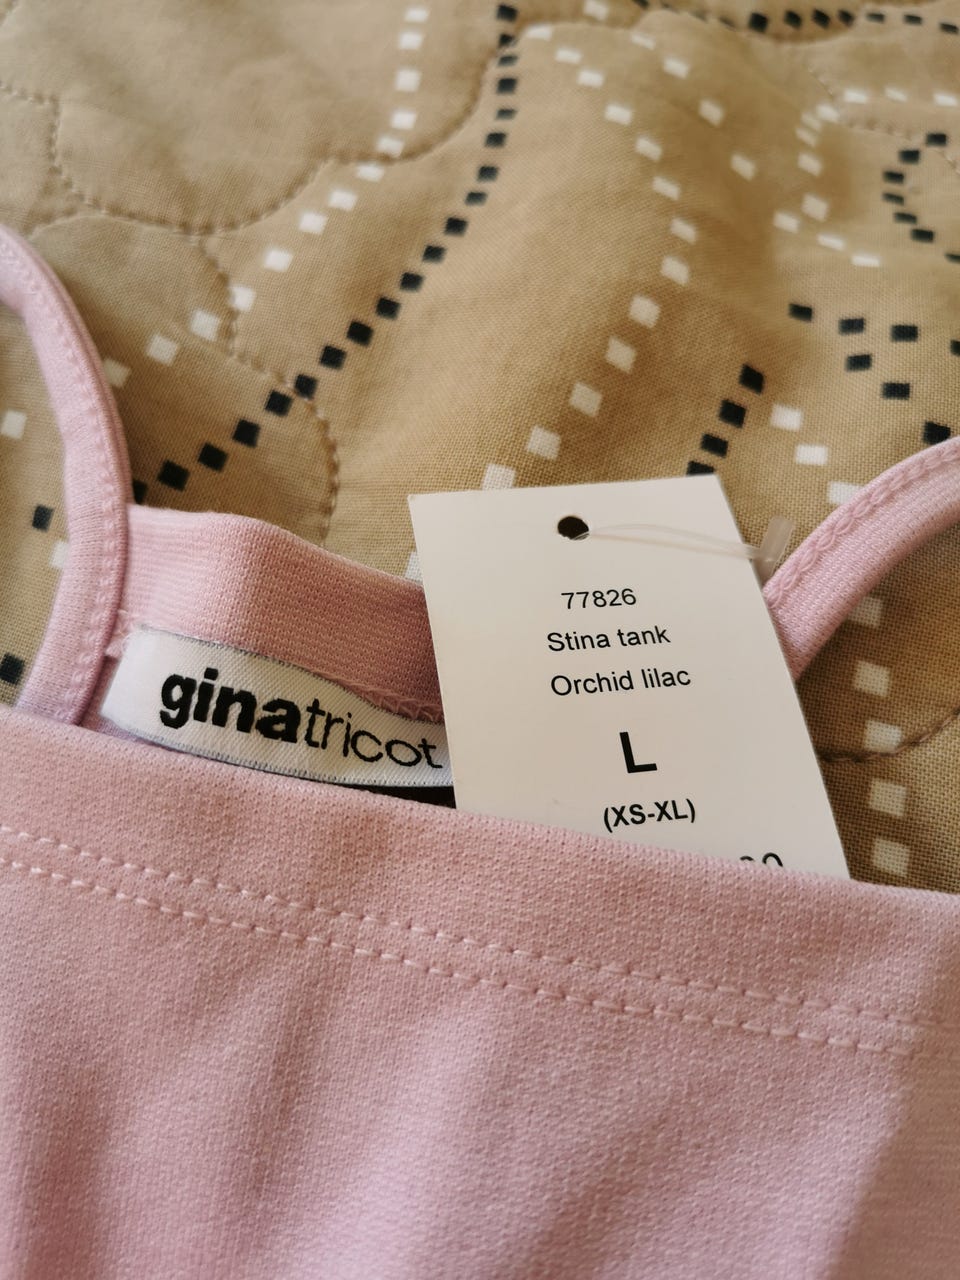 ginatricot
77826
Stina tank
Orchid lilac
L
(XS-XL)